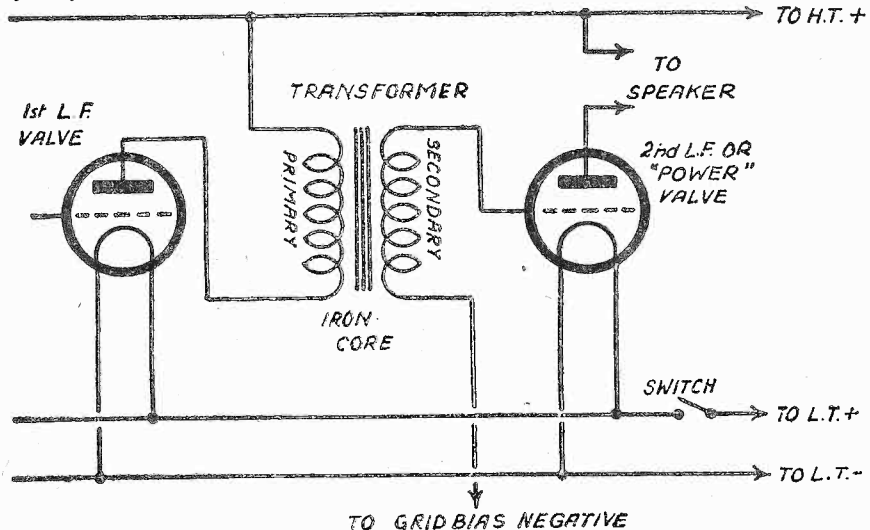 TO H.T. +
TO
SPEAKER
TRANSFORMER
1st L.F.
VALVE
PRIMARY
SECONDARY
2nd L.F. OR
"POWER"
VALVE
IRON
CORE
SWITCH
TO L.T. +
TO L.T. -
TO GRID BIAS NEGATIVE